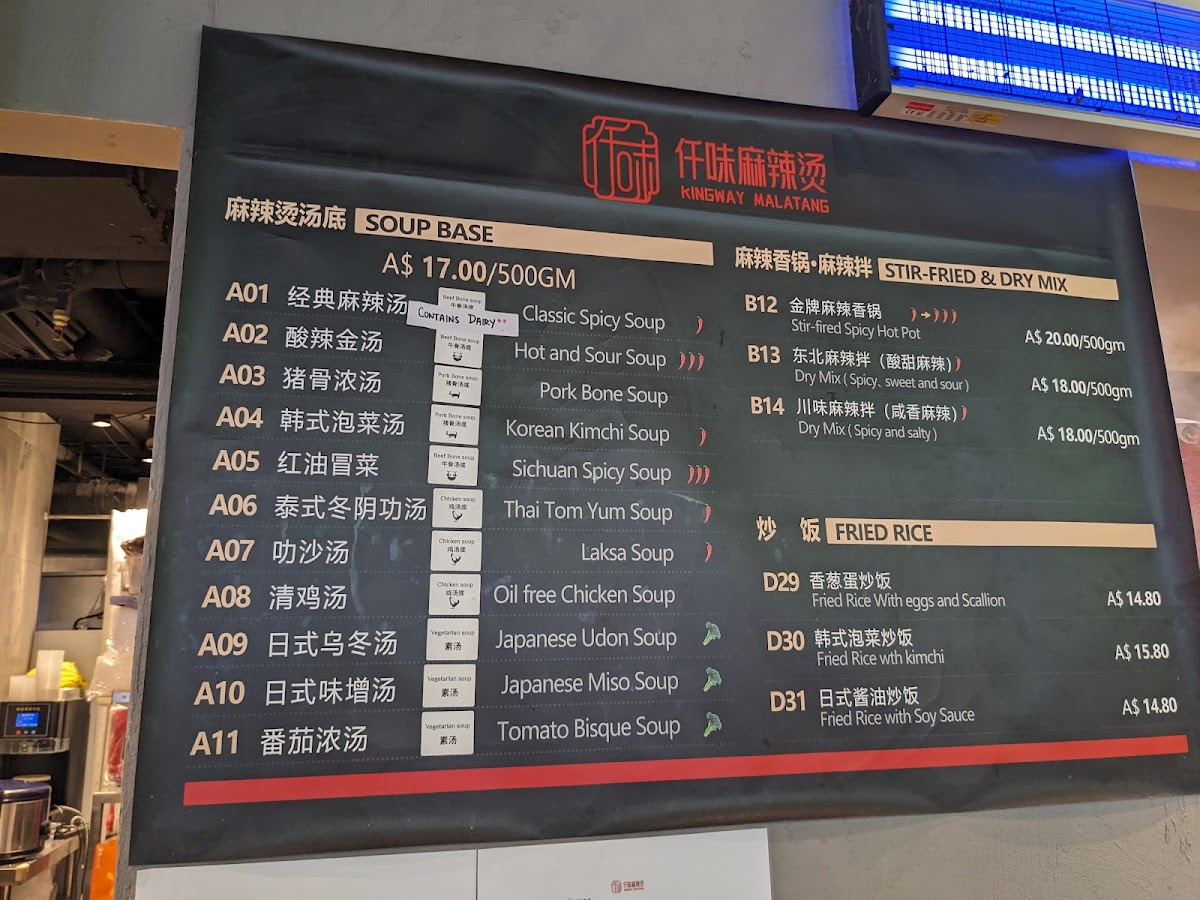 仟味麻辣烫
KINGWAY MALATANG
麻辣烫汤底 SOUP BASE
A$ 17.00/500GM
A01 经典麻辣汤 Beef Bone soup 牛骨汤底 Classic Spicy Soup
CONTAINS DAIRY**
A02 酸辣金汤 Beef Bone soup 牛骨汤底 Hot and Sour Soup
A03 猪骨浓汤 Pork Bone soup 猪骨汤底 Pork Bone Soup
A04 韩式泡菜汤 Pork Bone soup 猪骨汤底 Korean Kimchi Soup
A05 红油冒菜 Beef Bone soup 牛骨汤底 Sichuan Spicy Soup
A06 泰式冬阴功汤 Chicken soup 鸡汤底 Thai Tom Yum Soup
A07 叻沙汤 Chicken soup 鸡汤底 Laksa Soup
A08 清鸡汤 Chicken soup 鸡汤底 Oil free Chicken Soup
A09 日式乌冬汤 Vegetarian soup 素汤 Japanese Udon Soup
A10 日式味增汤 Vegetarian soup 素汤 Japanese Miso Soup
A11 番茄浓汤 Vegetarian soup 素汤 Tomato Bisque Soup
麻辣香锅•麻辣拌 STIR-FRIED & DRY MIX
B12 金牌麻辣香锅
Stir-fired Spicy Hot Pot A$ 20.00/500gm
B13 东北麻辣拌（酸甜麻辣）
Dry Mix ( Spicy、sweet and sour ) A$ 18.00/500gm
B14 川味麻辣拌（咸香麻辣）
Dry Mix ( Spicy and salty ) A$ 18.00/500gm
炒 饭 FRIED RICE
D29 香葱蛋炒饭
Fried Rice With eggs and Scallion A$ 14.80
D30 韩式泡菜炒饭
Fried Rice wth kimchi A$ 15.80
D31 日式酱油炒饭
Fried Rice with Soy Sauce A$ 14.80